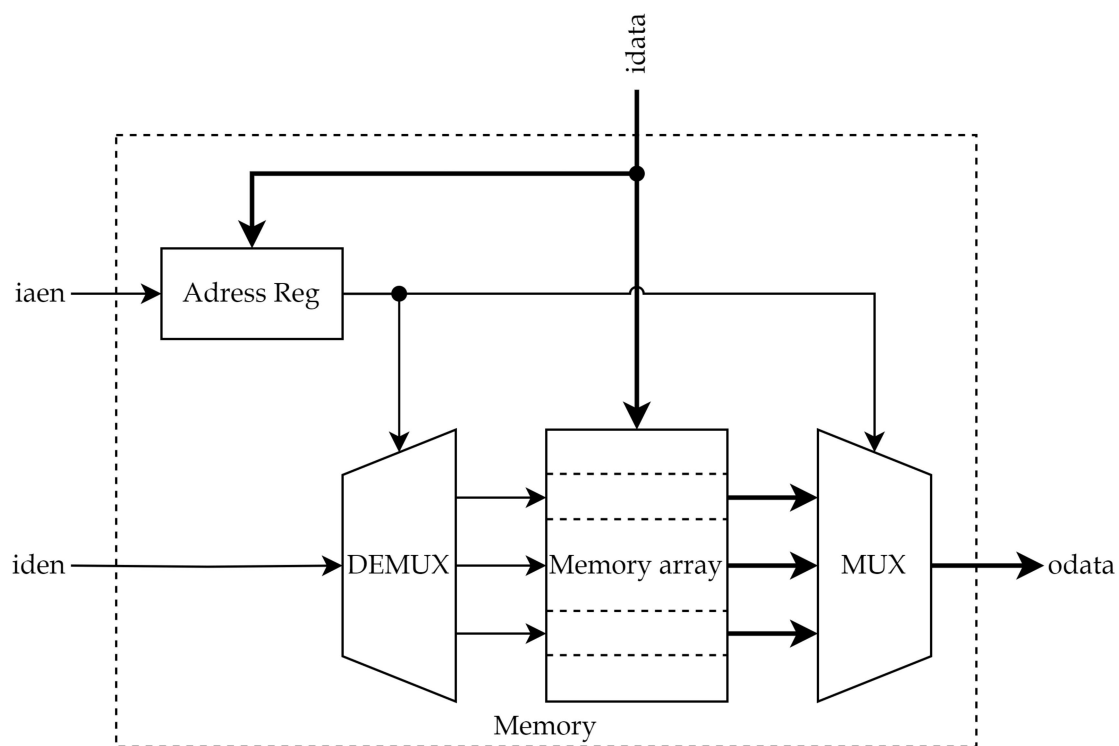 idata
iaen
Adress Reg
iden
DEMUX
Memory array
MUX
odata
Memory